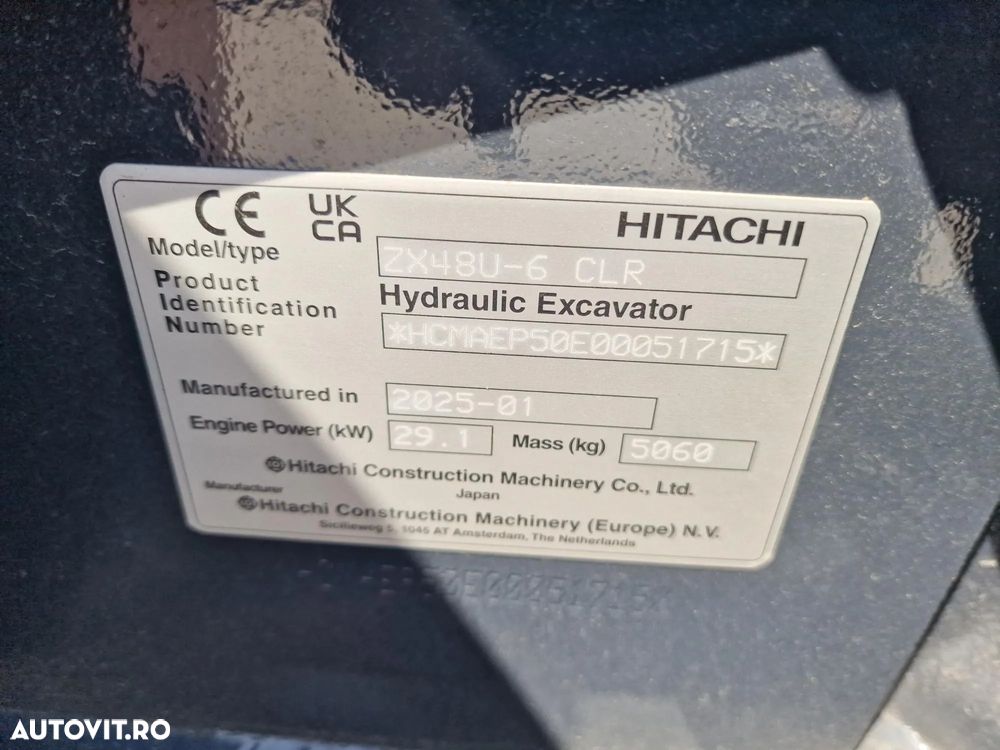 CE UK CA HITACHI
Model/type ZX48U-6 CLR
Hydraulic Excavator
Product
Identification
Number *HCMAEP50E00051715*
Manufactured in 2025-01
Engine Power (kW) 29.1 Mass (kg) 5060
Hitachi Construction Machinery Co., Ltd.
Japan
Manufacturer
Hitachi Construction Machinery (Europe) N.V.
Sicilieweg 5, 1045 AT Amsterdam, The Netherlands
AUTOVIT.RO